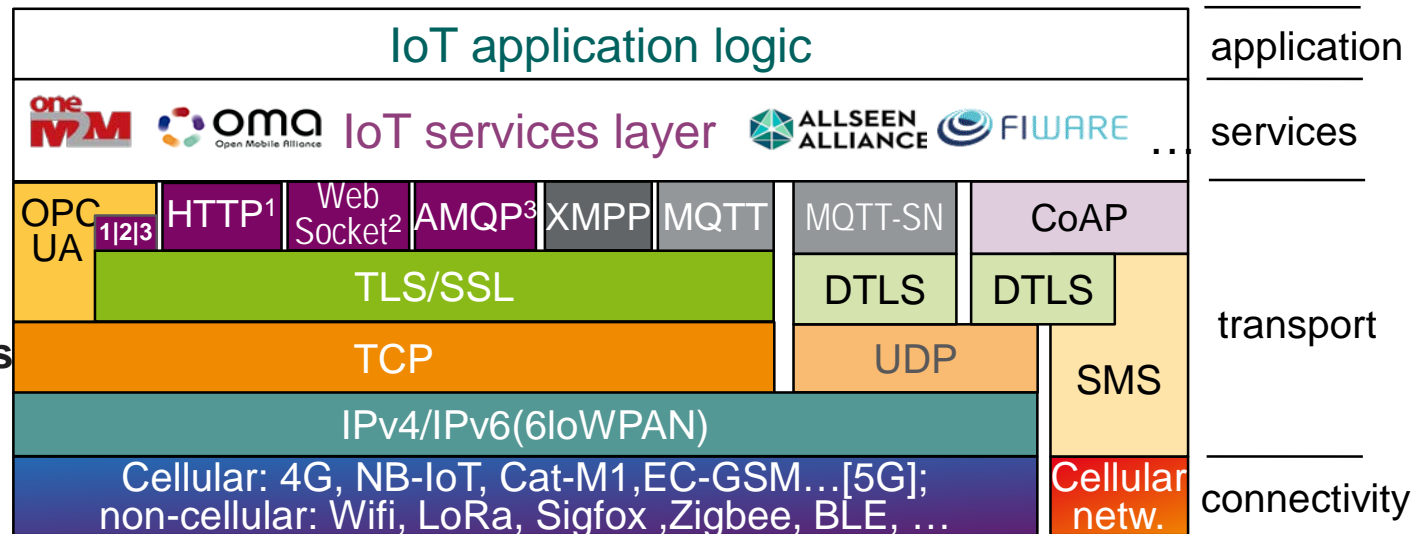 IoT application logic
application
one M2M
oma
Open Mobile Alliance
IoT services layer
ALLSEEN
ALLIANCE
FIWARE
…
services
OPC
UA
1|2|3
HTTP¹
Web
Socket²
AMQP³
XMPP
MQTT
MQTT-SN
CoAP
TLS/SSL
DTLS
DTLS
transport
s
TCP
UDP
SMS
IPv4/IPv6(6loWPAN)
Cellular: 4G, NB-IoT, Cat-M1,EC-GSM…[5G];
non-cellular: Wifi, LoRa, Sigfox ,Zigbee, BLE, …
Cellular
netw.
connectivity